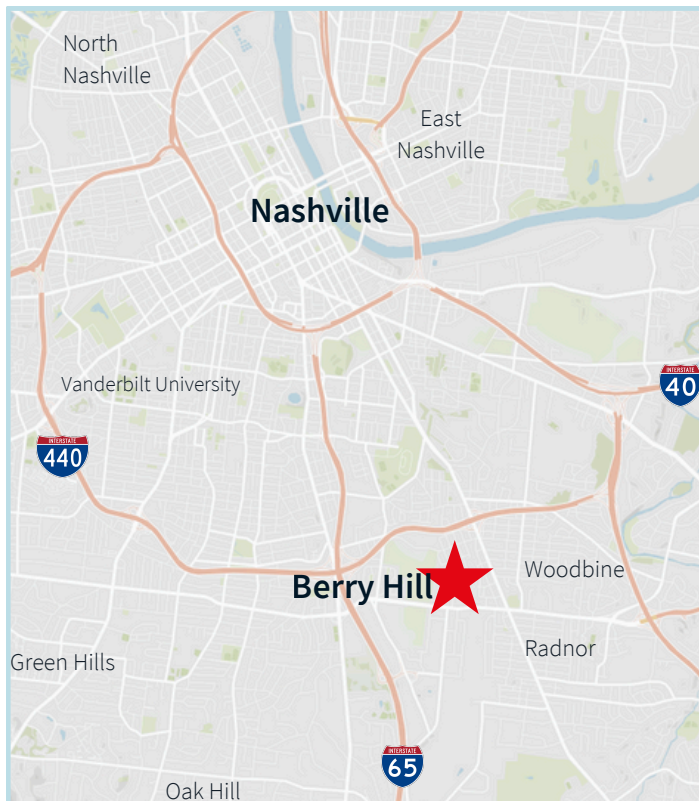 North
Nashville
East
Nashville
Nashville
Vanderbilt University
INTERSTATE
40
INTERSTATE
440
Woodbine
Berry Hill
Radnor
Green Hills
INTERSTATE
65
Oak Hill